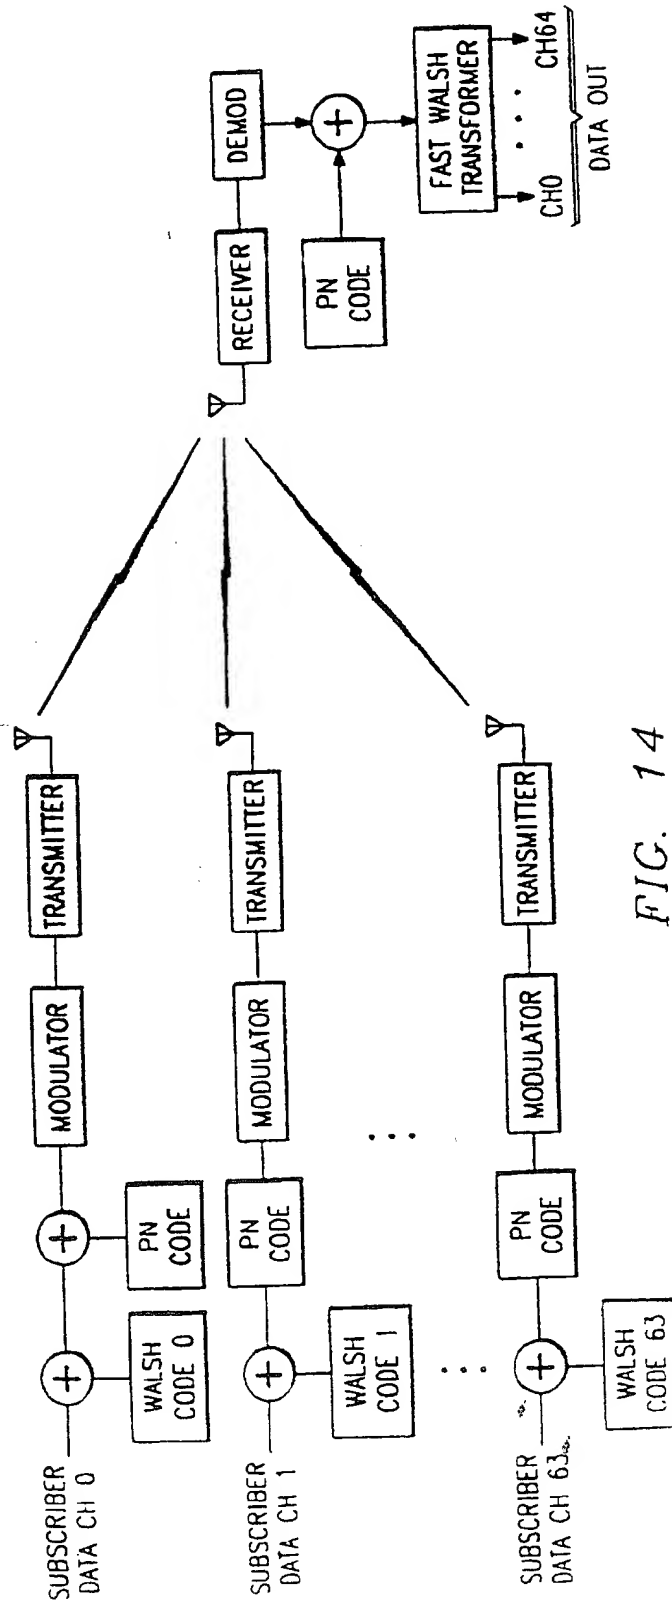 SUBSCRIBER
DATA CH 0
WALSH
CODE 0
PN
CODE
MODULATOR
TRANSMITTER
SUBSCRIBER
DATA CH 1
WALSH
CODE 1
PN
CODE
MODULATOR
TRANSMITTER
...
...
SUBSCRIBER
DATA CH 63
WALSH
CODE 63
PN
CODE
MODULATOR
TRANSMITTER
RECEIVER
DEMOD
PN
CODE
FAST WALSH
TRANSFORMER
CH0 .... CH64
DATA OUT
FIG. 14